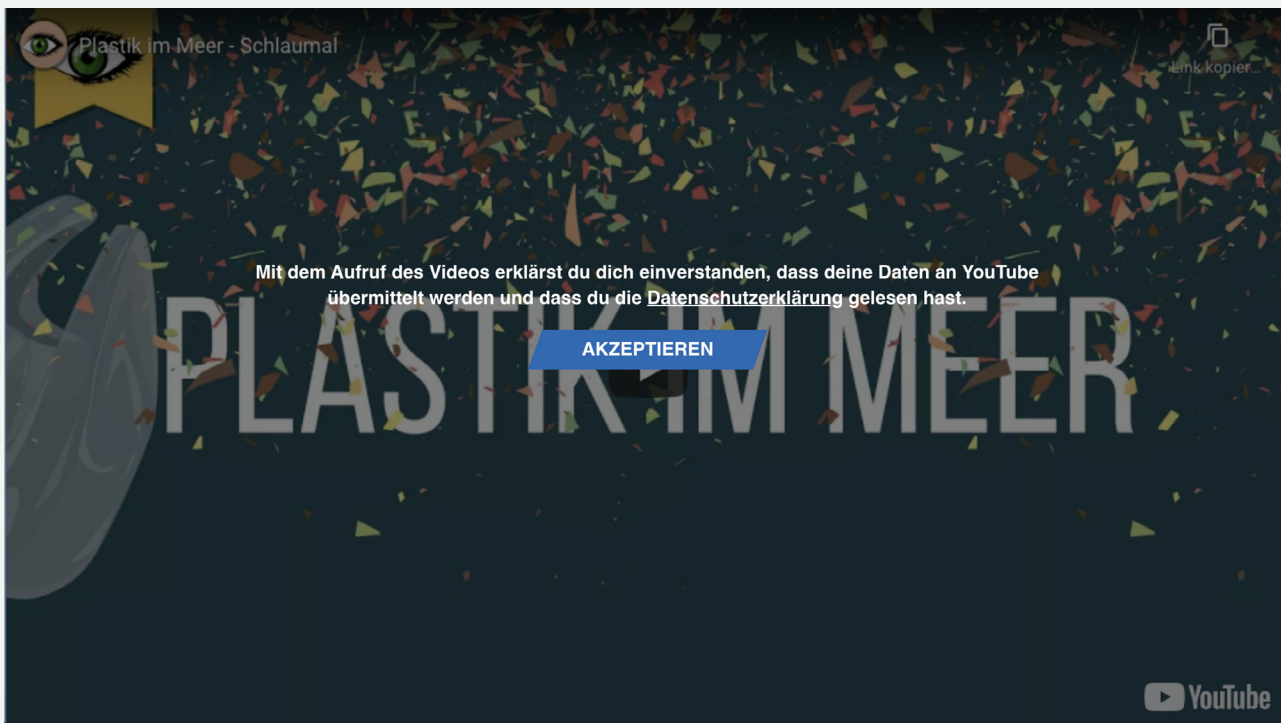 Plastik im Meer - Schlaumal
Link kopier...
Mit dem Aufruf des Videos erklärst du dich einverstanden, dass deine Daten an YouTube
übermittelt werden und dass du die Datenschutzerklärung gelesen hast.
AKZEPTIEREN
PLASTIK IM MEER
YouTube